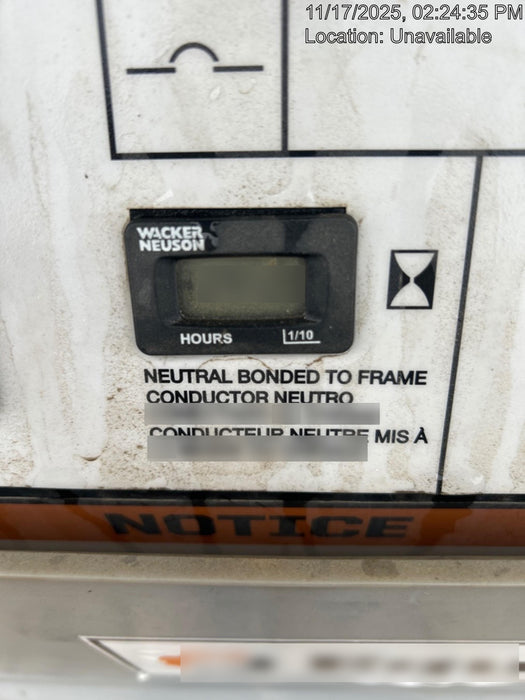 11/17/2025, 02:24:35 PM
Location: Unavailable
WACKER
NEUSON
HOURS 1/10
NEUTRAL BONDED TO FRAME
CONDUCTOR NEUTRO
CONDUCTEUR NEUTRE MIS À
NOTICE